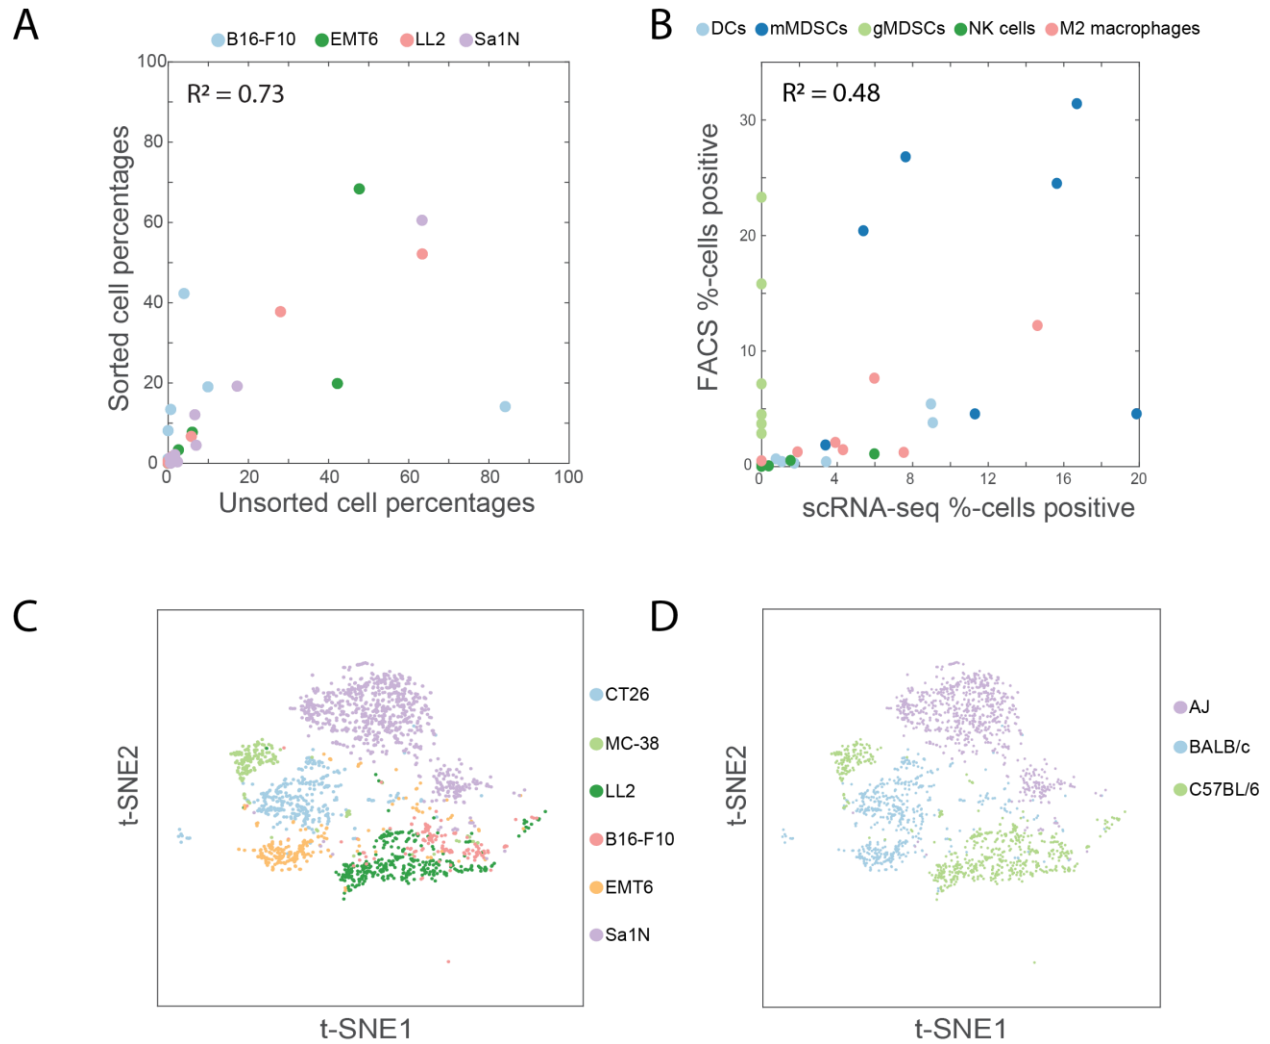 A
B16-F10 EMT6 LL2 Sa1N
R² = 0.73
100
80
60
40
20
0
0 20 40 60 80 100
Sorted cell percentages
Unsorted cell percentages
B
DCs mMDSCs gMDSCs NK cells M2 macrophages
R² = 0.48
30
20
10
0
0 4 8 12 16 20
FACS %-cells positive
scRNA-seq %-cells positive
C
CT26
MC-38
LL2
B16-F10
EMT6
Sa1N
t-SNE2
t-SNE1
D
AJ
BALB/c
C57BL/6
t-SNE2
t-SNE1